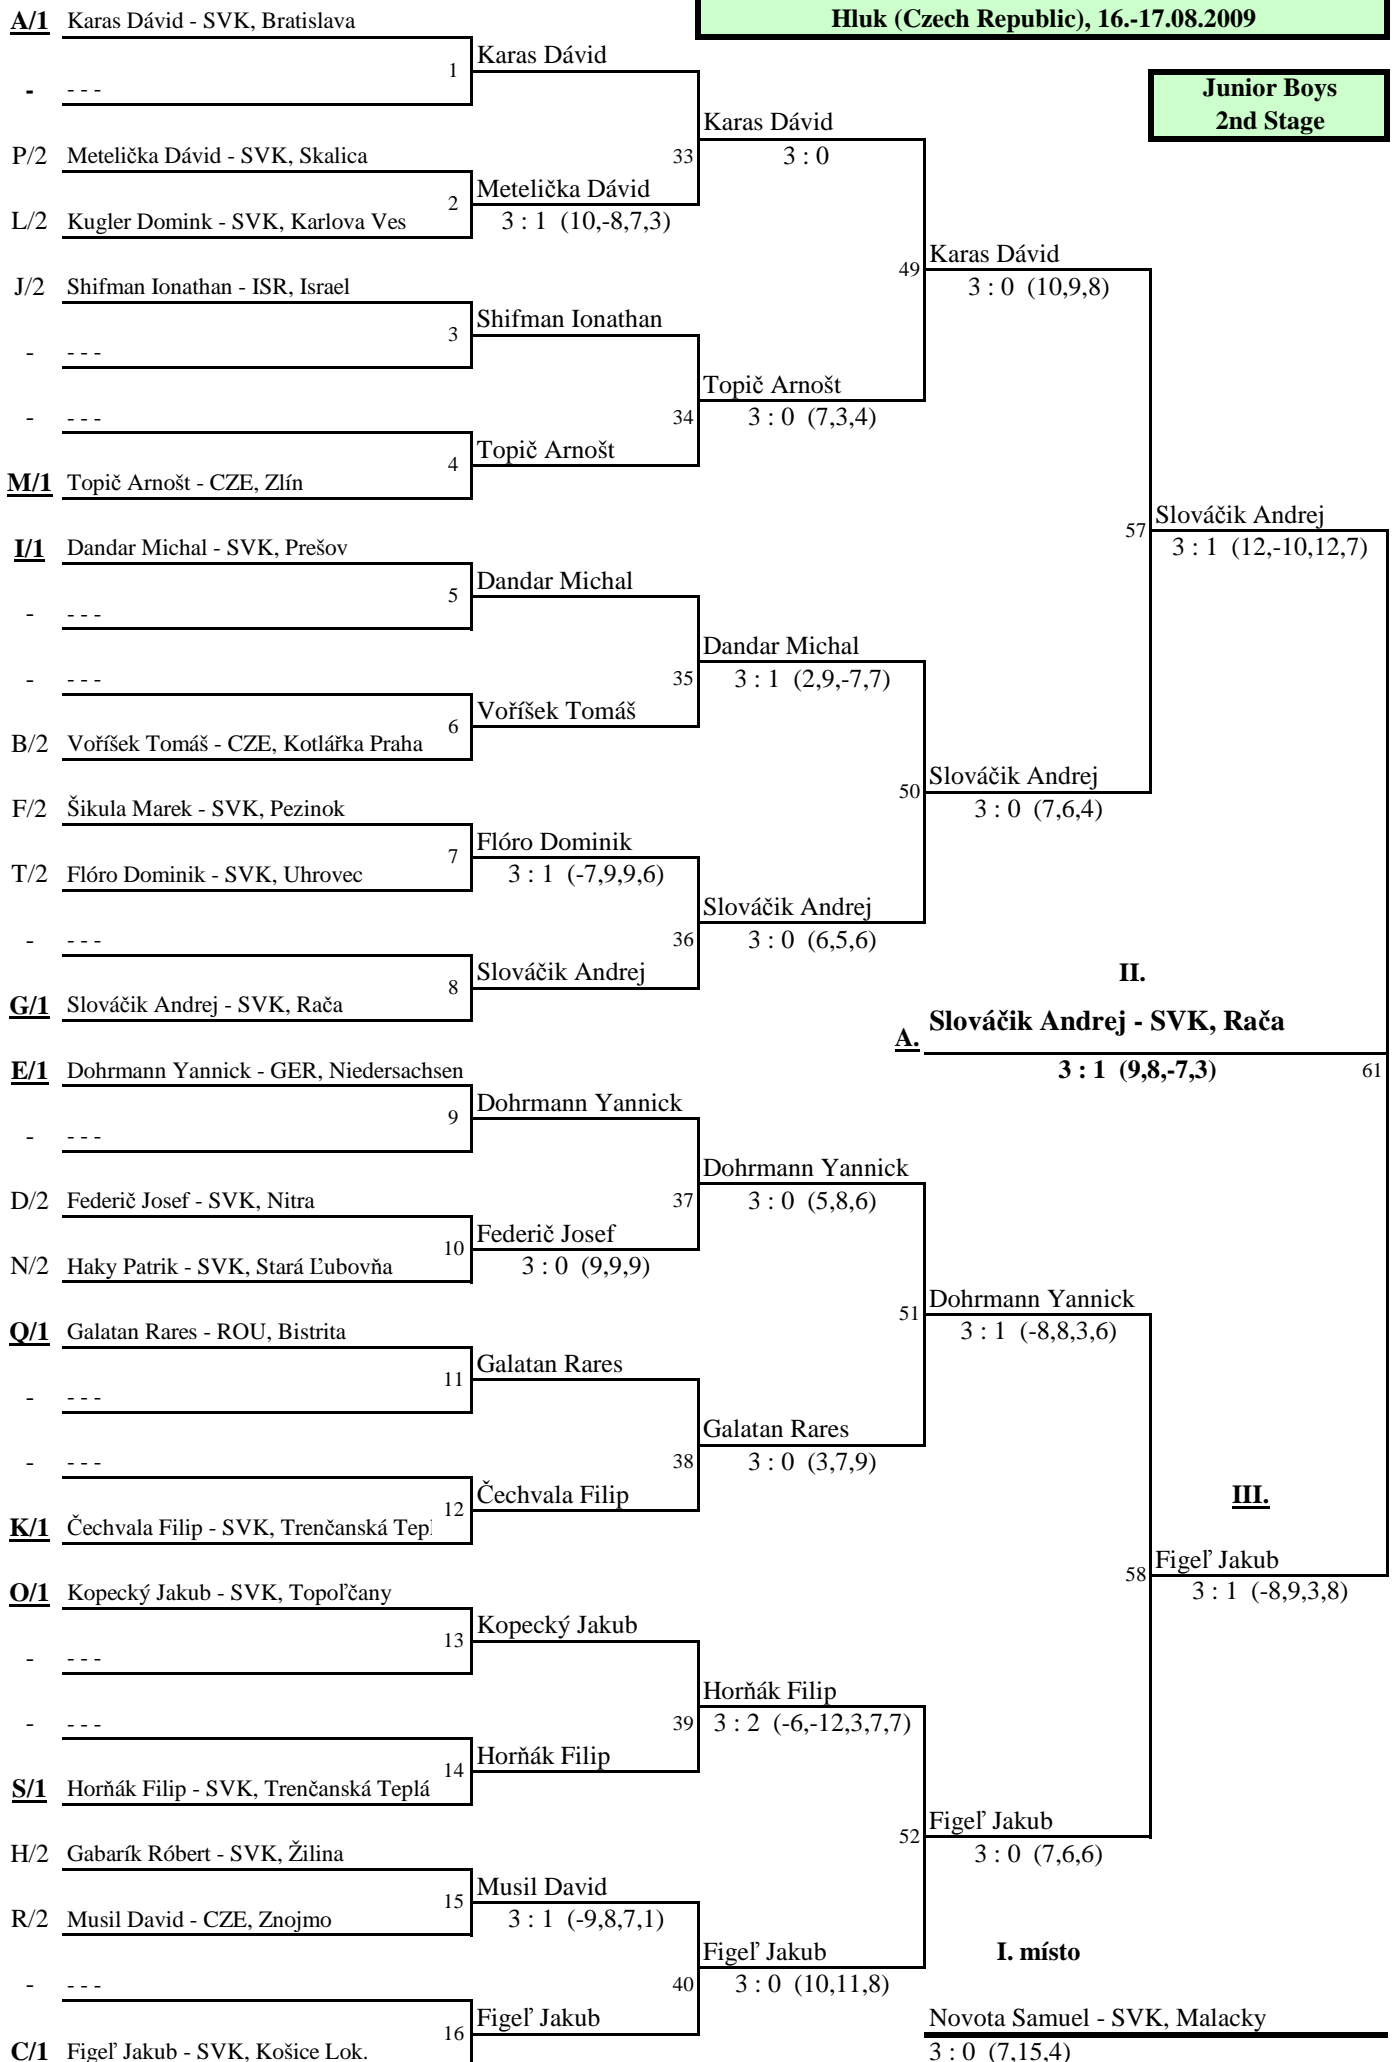 Hluk (Czech Republic), 16.-17.08.2009
Junior Boys
2nd Stage
A/1 Karas Dávid - SVK, Bratislava
1 Karas Dávid
- - - -
Karas Dávid
P/2 Metelička Dávid - SVK, Skalica
33 3 : 0
2 Metelička Dávid
L/2 Kugler Domink - SVK, Karlova Ves
3 : 1 (10,-8,7,3)
49 Karas Dávid
J/2 Shifman Ionathan - ISR, Israel
3 : 0 (10,9,8)
3 Shifman Ionathan
- - - -
Topič Arnošt
- - - -
34 3 : 0 (7,3,4)
4 Topič Arnošt
M/1 Topič Arnošt - CZE, Zlín
57 Slováčik Andrej
3 : 1 (12,-10,12,7)
I/1 Dandar Michal - SVK, Prešov
5 Dandar Michal
- - - -
Dandar Michal
- - - -
35 3 : 1 (2,9,-7,7)
6 Voříšek Tomáš
B/2 Voříšek Tomáš - CZE, Kotlářka Praha
50 Slováčik Andrej
F/2 Šikula Marek - SVK, Pezinok
3 : 0 (7,6,4)
7 Flóro Dominik
T/2 Flóro Dominik - SVK, Uhrovec
3 : 1 (-7,9,9,6)
Slováčik Andrej
- - - -
36 3 : 0 (6,5,6)
8 Slováčik Andrej
II.
G/1 Slováčik Andrej - SVK, Rača
A. Slováčik Andrej - SVK, Rača
3 : 1 (9,8,-7,3) 61
E/1 Dohrmann Yannick - GER, Niedersachsen
9 Dohrmann Yannick
- - - -
Dohrmann Yannick
D/2 Federič Josef - SVK, Nitra
37 3 : 0 (5,8,6)
10 Federič Josef
N/2 Haky Patrik - SVK, Stará Ľubovňa
3 : 0 (9,9,9)
51 Dohrmann Yannick
Q/1 Galatan Rares - ROU, Bistrita
3 : 1 (-8,8,3,6)
11 Galatan Rares
- - - -
Galatan Rares
- - - -
38 3 : 0 (3,7,9)
12 Čechvala Filip
III.
K/1 Čechvala Filip - SVK, Trenčanská Tepl
58 Figeľ Jakub
3 : 1 (-8,9,3,8)
O/1 Kopecký Jakub - SVK, Topoľčany
13 Kopecký Jakub
- - - -
Horňák Filip
- - - -
39 3 : 2 (-6,-12,3,7,7)
14 Horňák Filip
S/1 Horňák Filip - SVK, Trenčanská Teplá
52 Figeľ Jakub
H/2 Gabarík Róbert - SVK, Žilina
3 : 0 (7,6,6)
15 Musil David
R/2 Musil David - CZE, Znojmo
3 : 1 (-9,8,7,1)
Figeľ Jakub
I. místo
- - - -
40 3 : 0 (10,11,8)
16 Figeľ Jakub
Novota Samuel - SVK, Malacky
C/1 Figeľ Jakub - SVK, Košice Lok.
3 : 0 (7,15,4)